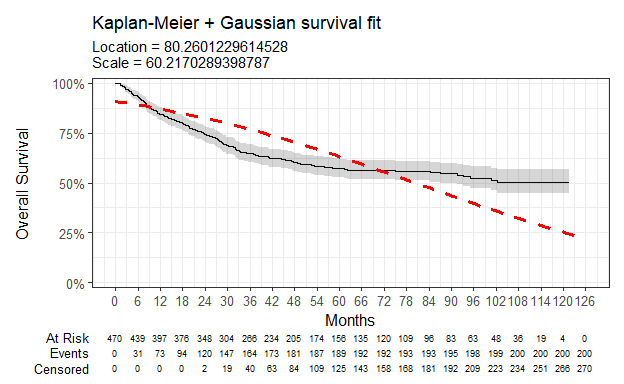 Kaplan-Meier + Gaussian survival fit
Location = 80.2601229614528
Scale = 60.2170289398787
100%
75%
50%
25%
0%
Overall Survival
0 6 12 18 24 30 36 42 48 54 60 66 72 78 84 90 96 102 108 114 120 126
Months
At Risk 470 439 397 376 348 304 266 234 205 174 156 135 120 109 96 83 63 48 36 19 4 0
Events 0 31 73 94 120 147 164 173 181 187 189 192 192 193 193 195 198 199 200 200 200 200
Censored 0 0 0 0 2 19 40 63 84 109 125 143 158 168 181 192 209 223 234 251 266 270